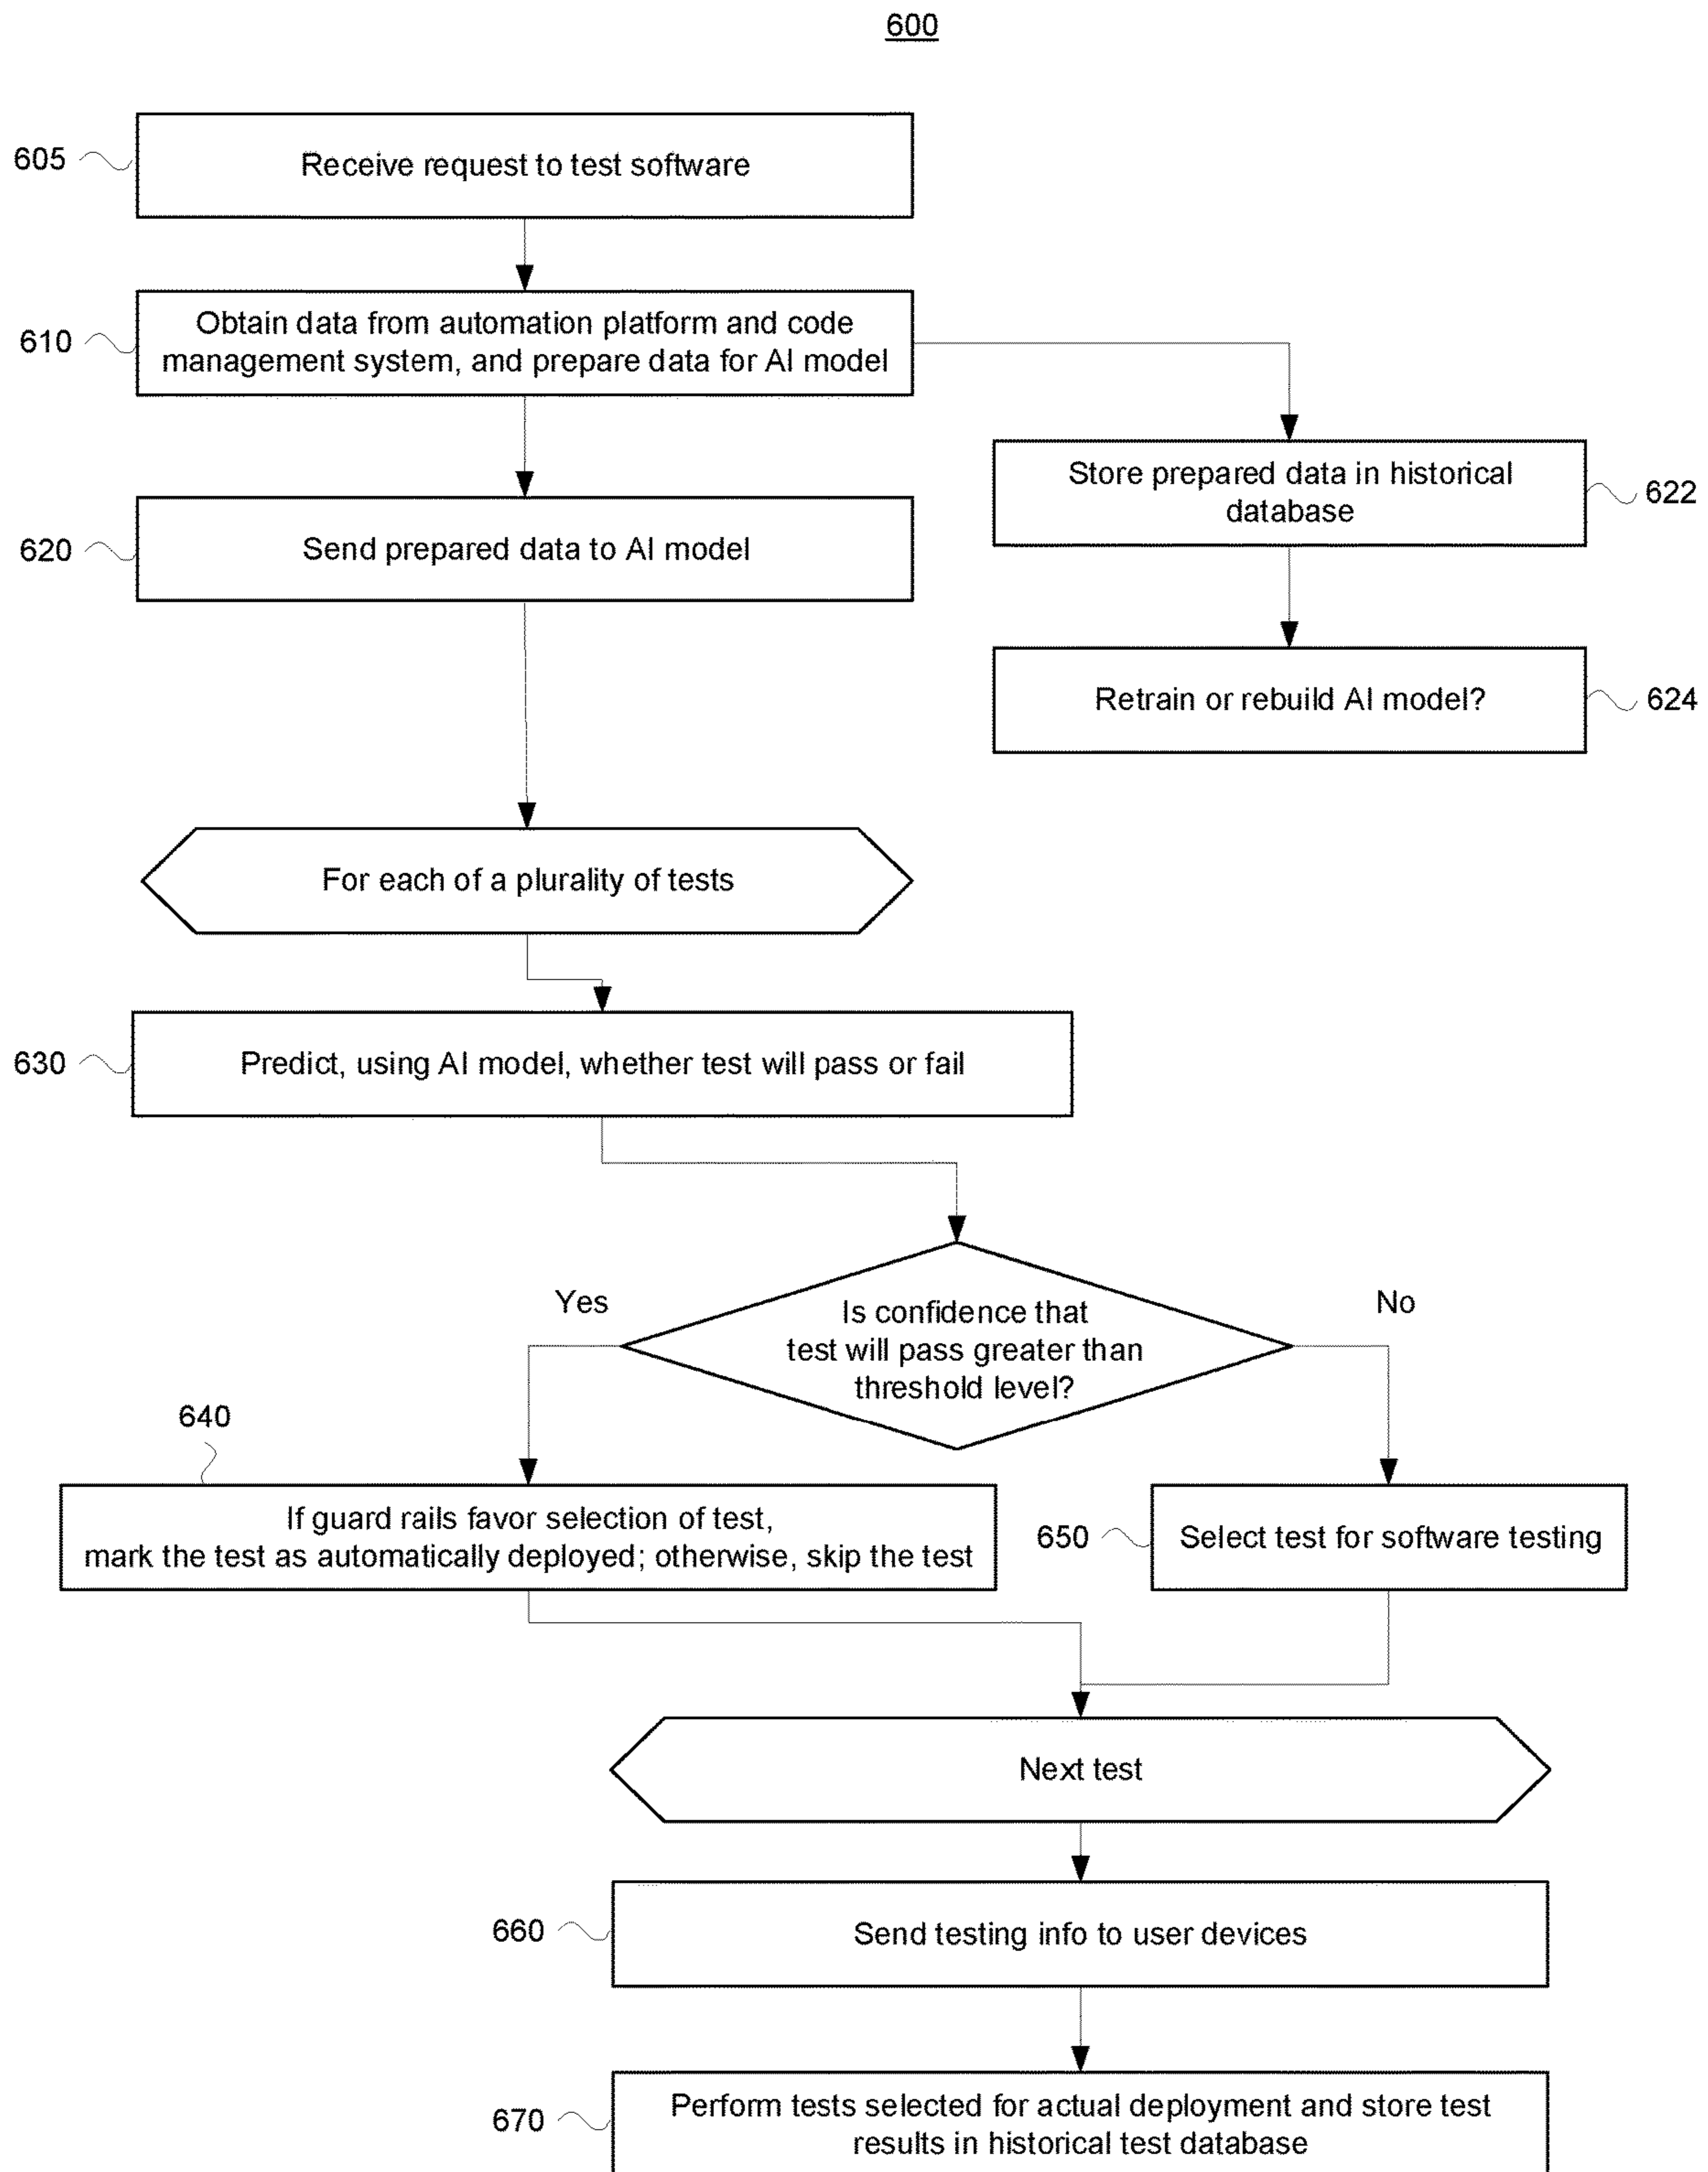 600
605
Receive request to test software
610
Obtain data from automation platform and code
management system, and prepare data for AI model
Store prepared data in historical
database
622
620
Send prepared data to AI model
Retrain or rebuild AI model?
624
For each of a plurality of tests
630
Predict, using AI model, whether test will pass or fail
Yes
No
Is confidence that
test will pass greater than
threshold level?
640
If guard rails favor selection of test,
mark the test as automatically deployed; otherwise, skip the test
650
Select test for software testing
Next test
660
Send testing info to user devices
670
Perform tests selected for actual deployment and store test
results in historical test database